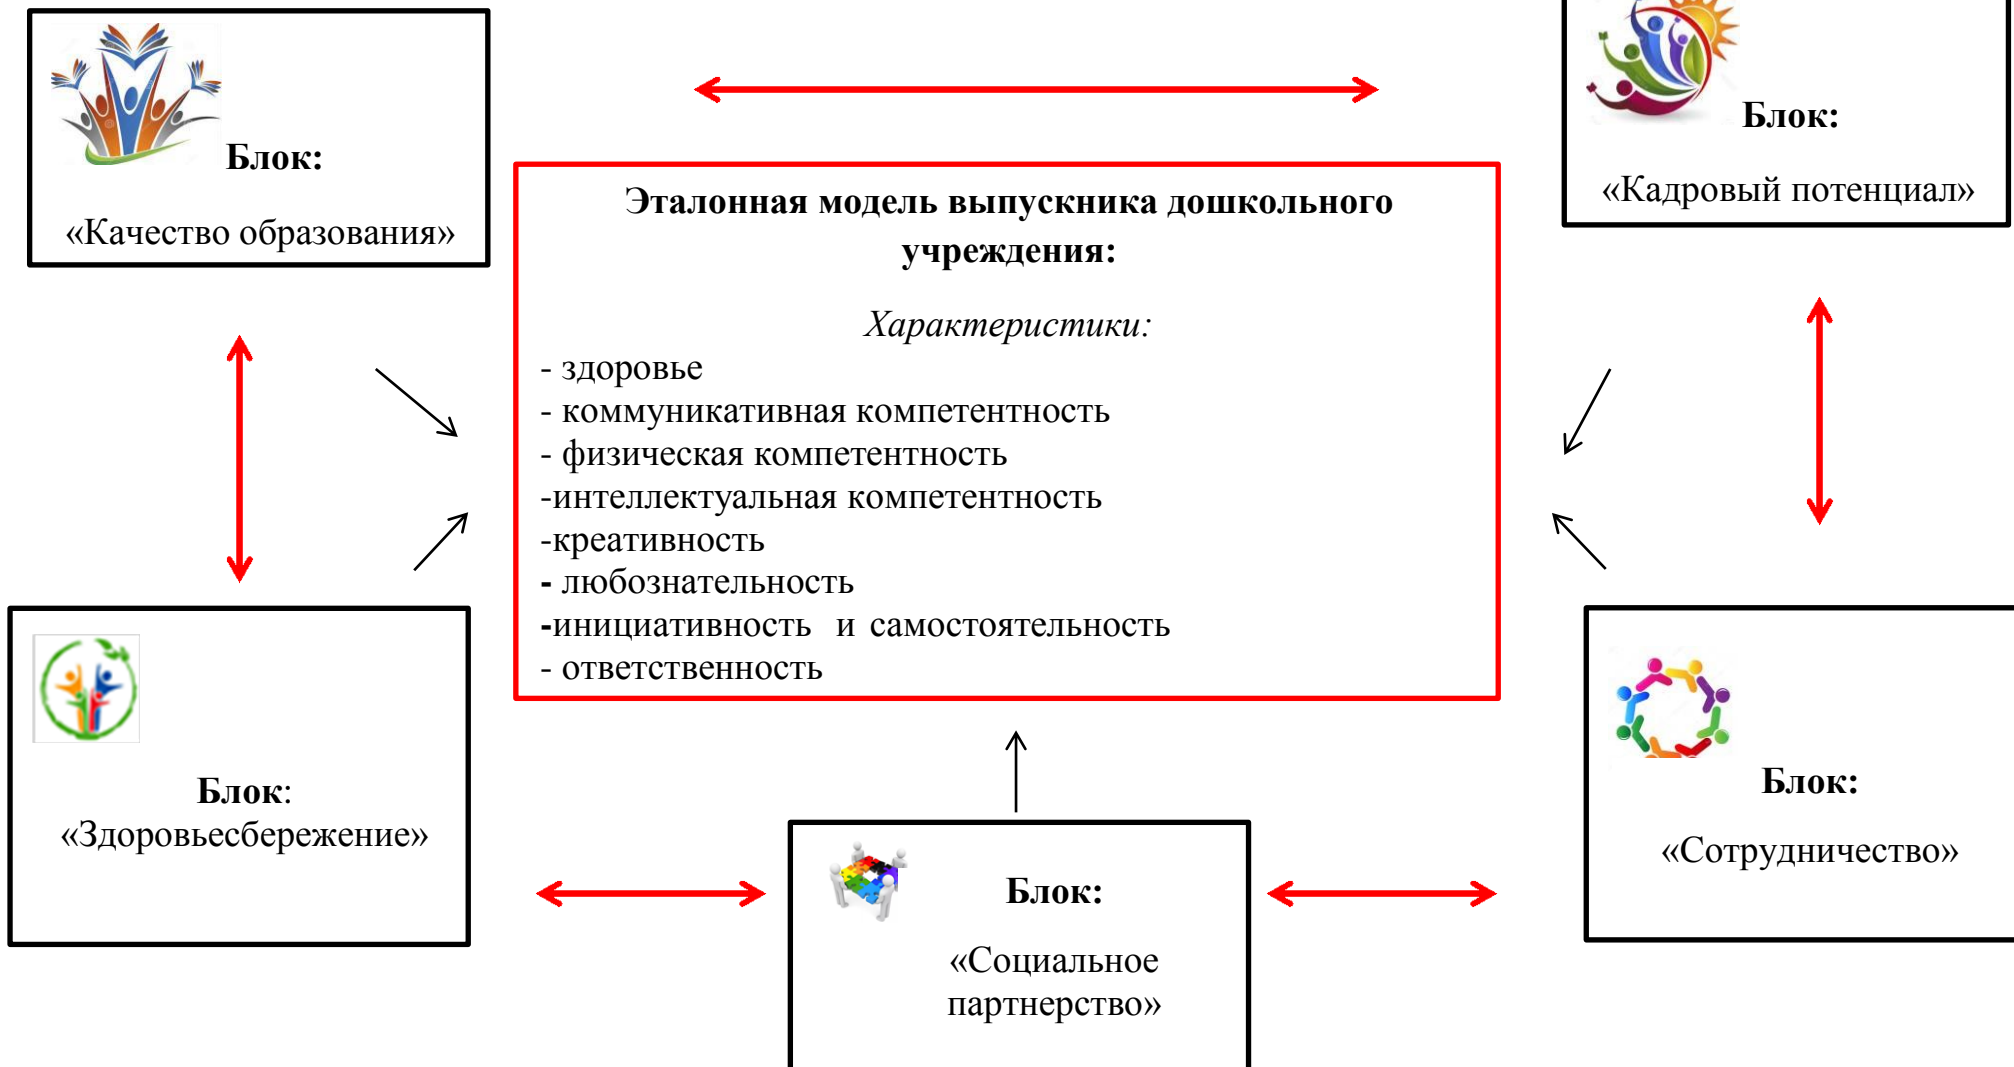 Блок:
«Качество образования»
Блок:
«Кадровый потенциал»
Эталонная модель выпускника дошкольного
учреждения:
Характеристики:
- здоровье
- коммуникативная компетентность
- физическая компетентность
-интеллектуальная компетентность
-креативность
- любознательность
-инициативность и самостоятельность
- ответственность
Блок:
«Здоровьесбережение»
Блок:
«Социальное
партнерство»
Блок:
«Сотрудничество»